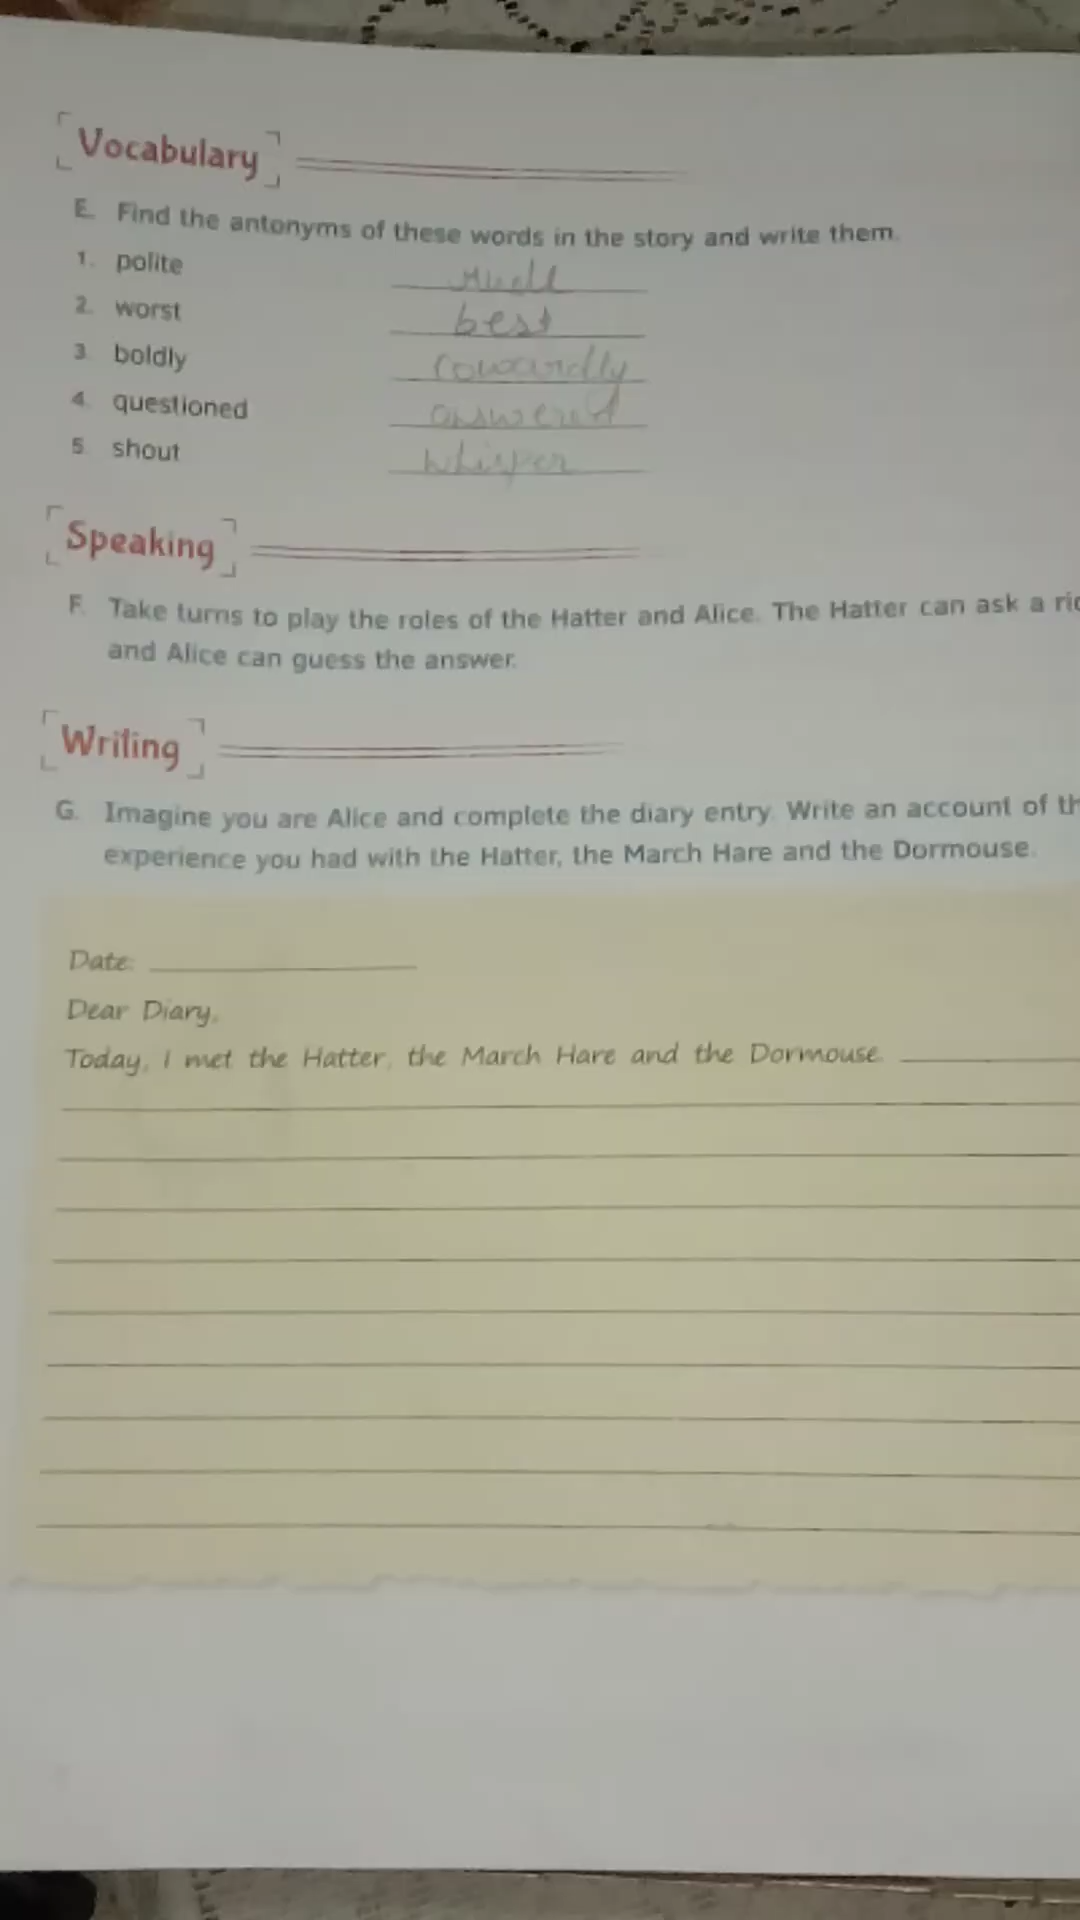 Vocabulary
E. Find the antonyms of these words in the story and write them.
1. polite
2. worst best
3. boldly cowardly
4. questioned answered
5. shout whisper
Speaking
F. Take turns to play the roles of the Hatter and Alice. The Hatter can ask a
and Alice can guess the answer.
Writing
G. Imagine you are Alice and complete the diary entry. Write an account of
experience you had with the Hatter, the March Hare and the Dormouse.
Date:
Dear Diary,
Today, I met the Hatter, the March Hare and the Dormouse.